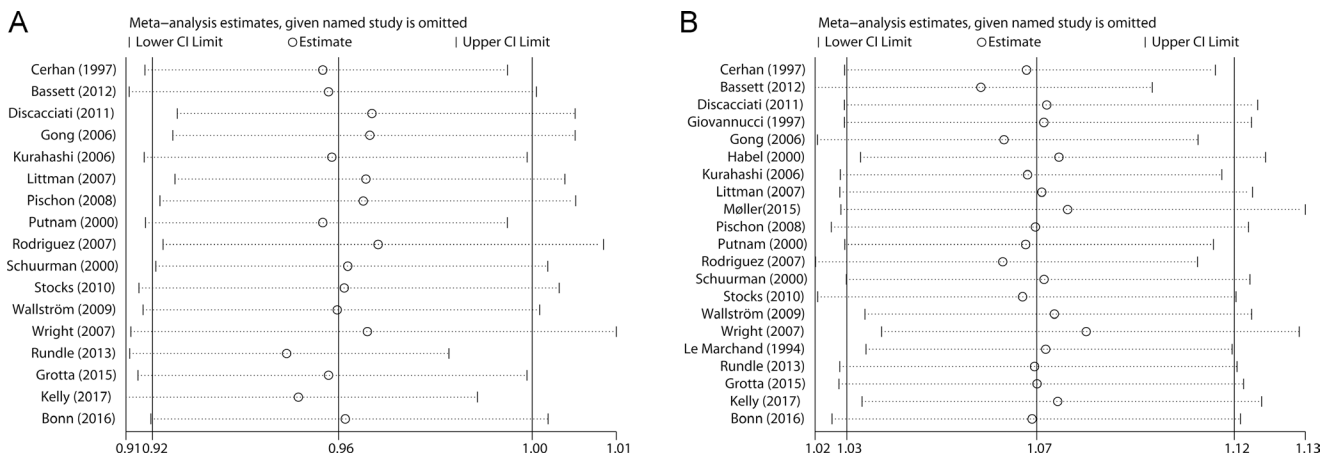 A
Meta−analysis estimates, given named study is omitted
Lower CI Limit Estimate Upper CI Limit
Cerhan (1997)
Bassett (2012)
Discacciati (2011)
Gong (2006)
Kurahashi (2006)
Littman (2007)
Pischon (2008)
Putnam (2000)
Rodriguez (2007)
Schuurman (2000)
Stocks (2010)
Wallström (2009)
Wright (2007)
Rundle (2013)
Grotta (2015)
Kelly (2017)
Bonn (2016)
0.91 0.92 0.96 1.00 1.01
B
Meta−analysis estimates, given named study is omitted
Lower CI Limit Estimate Upper CI Limit
Cerhan (1997)
Bassett (2012)
Discacciati (2011)
Giovannucci (1997)
Gong (2006)
Habel (2000)
Kurahashi (2006)
Littman (2007)
Møller(2015)
Pischon (2008)
Putnam (2000)
Rodriguez (2007)
Schuurman (2000)
Stocks (2010)
Wallström (2009)
Wright (2007)
Le Marchand (1994)
Rundle (2013)
Grotta (2015)
Kelly (2017)
Bonn (2016)
1.02 1.03 1.07 1.12 1.13